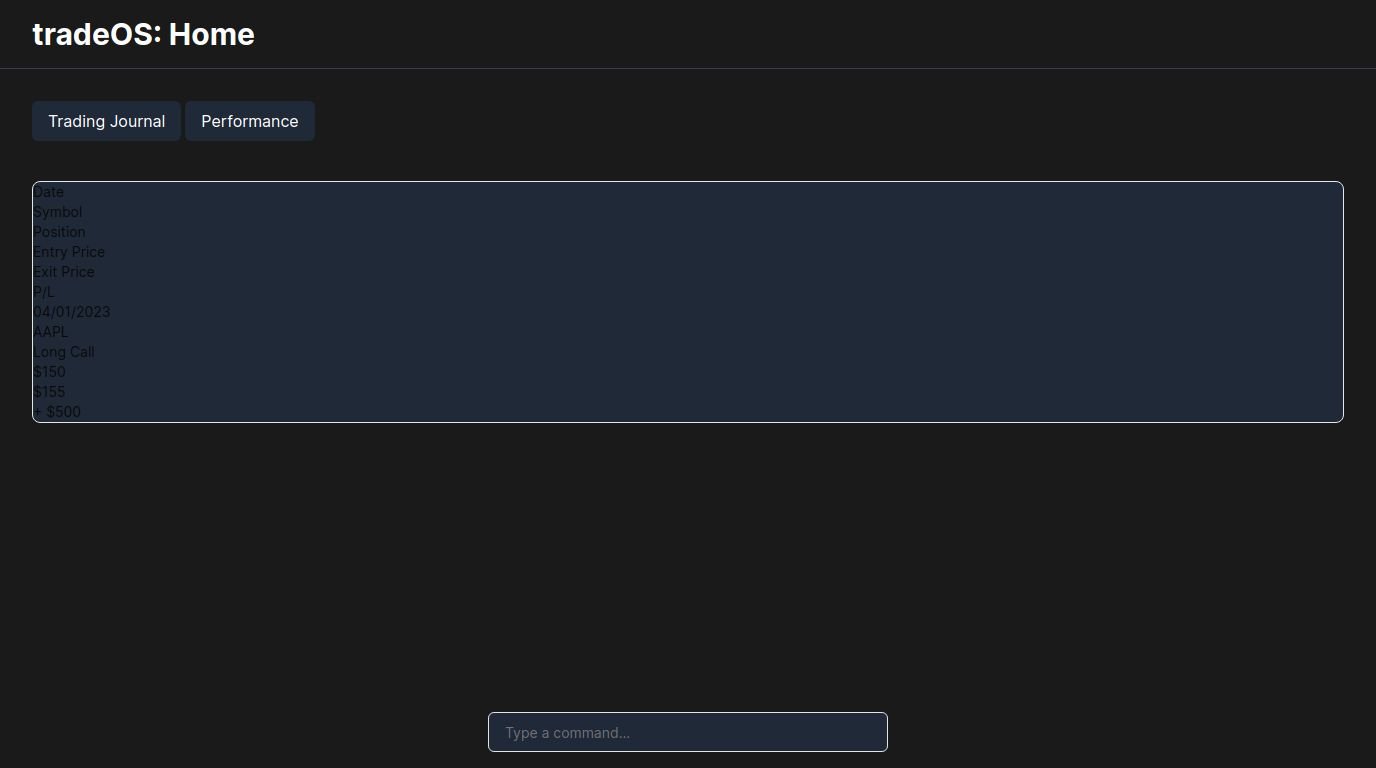 tradeOS: Home
Trading Journal
Performance
Date
Symbol
Position
Entry Price
Exit Price
P/L
04/01/2023
AAPL
Long Call
$150
$155
+ $500
Type a command...